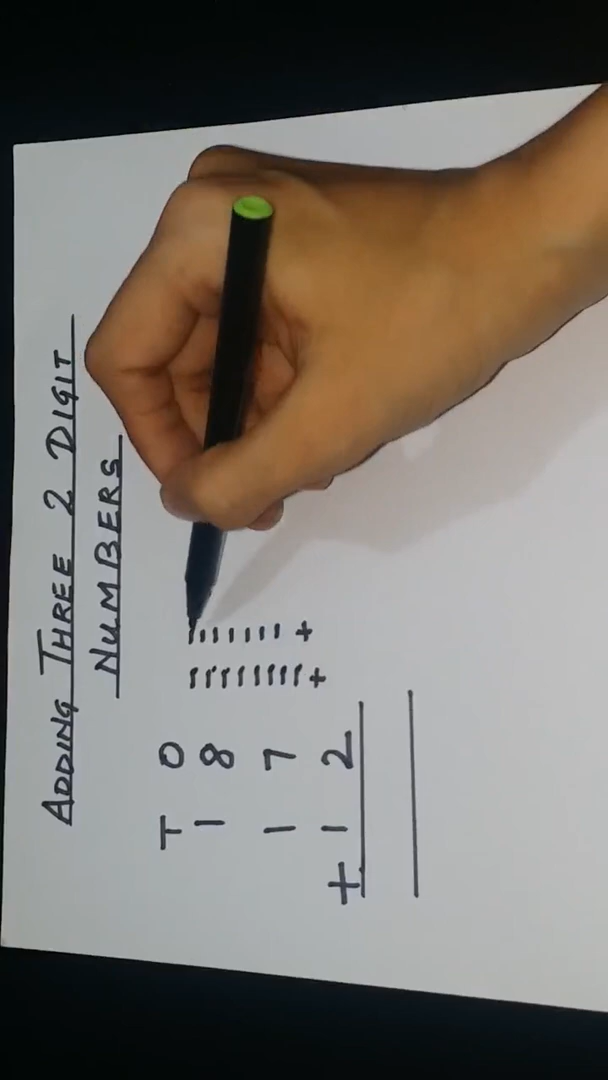 ADDING THREE 2 DIGIT
NUMBERS
T O
1 8
1 7
+ 1 2
+
+